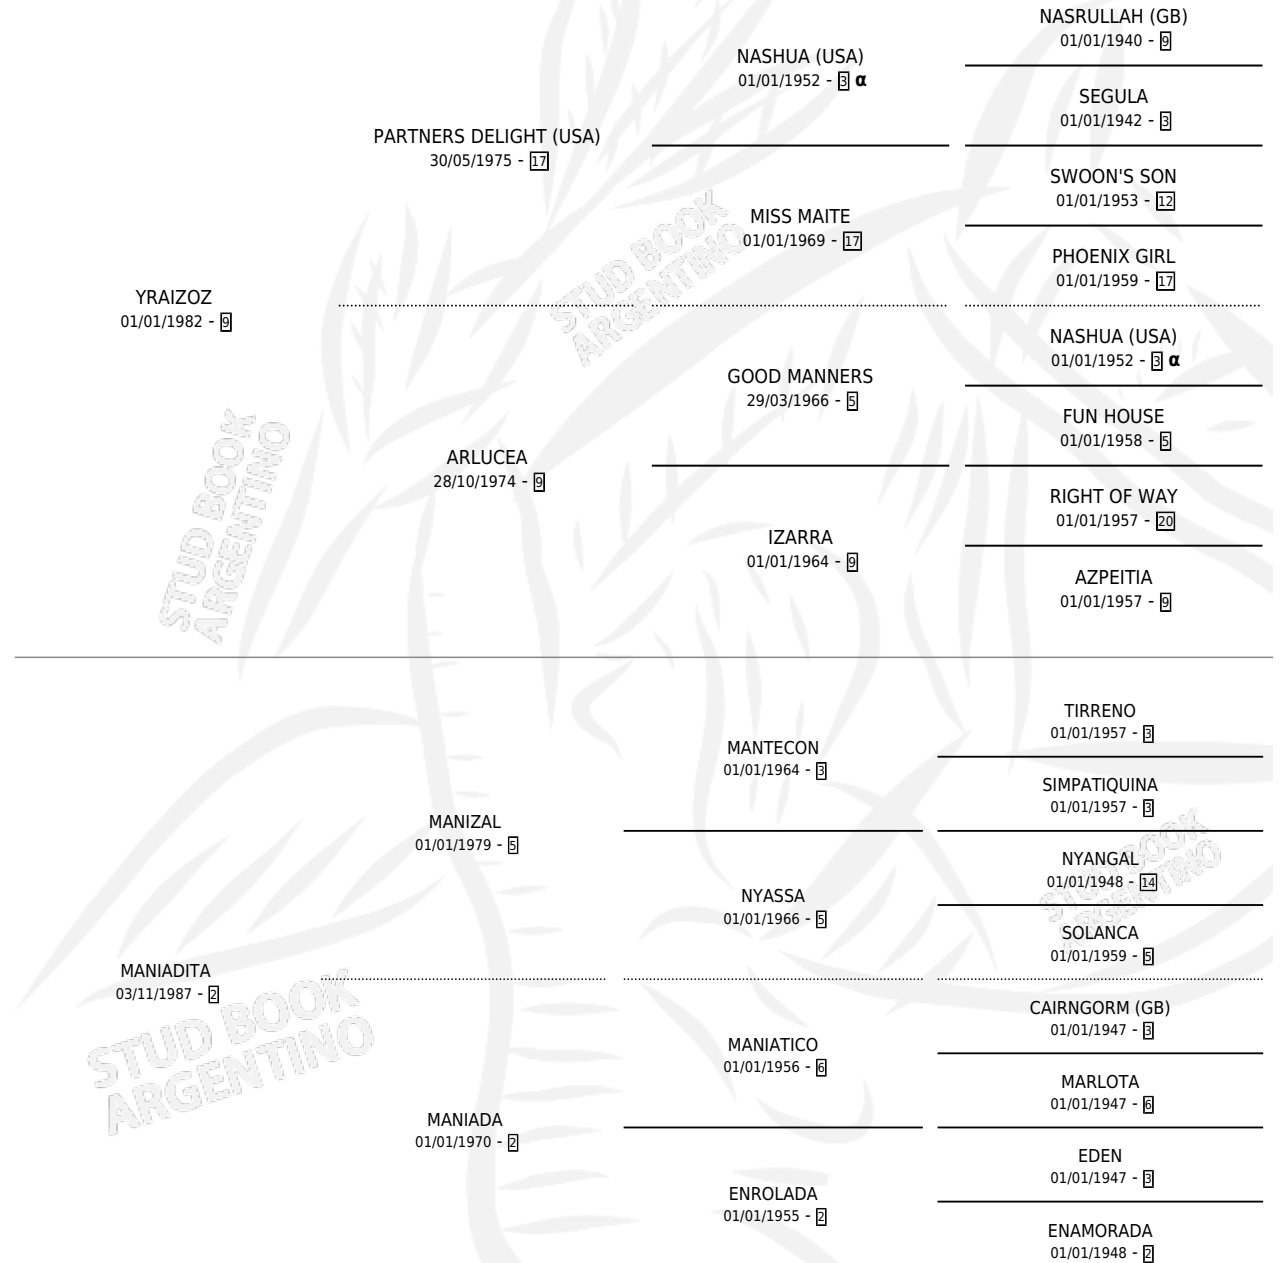 NASRULLAH (GB)
01/01/1940 - 9
NASHUA (USA)
01/01/1952 - 3 α
SEGULA
01/01/1942 - 3
PARTNERS DELIGHT (USA)
30/05/1975 - 17
SWOON'S SON
01/01/1953 - 12
MISS MAITE
01/01/1969 - 17
PHOENIX GIRL
01/01/1959 - 17
YRAIZOZ
01/01/1982 - 9
NASHUA (USA)
01/01/1952 - 3 α
GOOD MANNERS
29/03/1966 - 5
FUN HOUSE
01/01/1958 - 5
ARLUCEA
28/10/1974 - 9
RIGHT OF WAY
01/01/1957 - 20
IZARRA
01/01/1964 - 9
AZPEITIA
01/01/1957 - 9
TIRRENO
01/01/1957 - 3
MANTECON
01/01/1964 - 3
SIMPATIQUINA
01/01/1957 - 3
MANIZAL
01/01/1979 - 5
NYANGAL
01/01/1948 - 14
NYASSA
01/01/1966 - 5
SOLANCA
01/01/1959 - 5
MANIADITA
03/11/1987 - 2
CAIRNGORM (GB)
01/01/1947 - 3
MANIATICO
01/01/1956 - 6
MARLOTA
01/01/1947 - 6
MANIADA
01/01/1970 - 2
EDEN
01/01/1947 - 3
ENROLADA
01/01/1955 - 2
ENAMORADA
01/01/1948 - 2
STUD BOOK
ARGENTINO
STUD BOOK
ARGENTINO
STUD BOOK
ARGENTINO
STUD BOOK
ARGENTINO